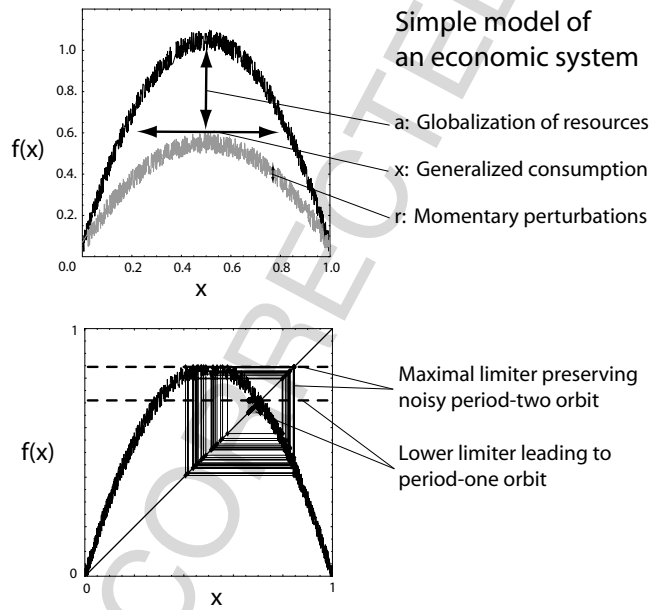 Simple model of
an economic system
1.0
0.8
0.6
f(x)
0.4
0.2.
0.0
0.2
0.4
0.6
0.8
1.0
x
a: Globalization of resources
x: Generalized consumption
r: Momentary perturbations
1
f(x)
0
0
1
x
Maximal limiter preserving
noisy period-two orbit
Lower limiter leading to
period-one orbit